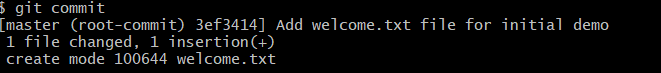 $ git commit
[master (root-commit) 3ef3414] Add welcome.txt file for initial demo
 1 file changed, 1 insertion(+)
 create mode 100644 welcome.txt